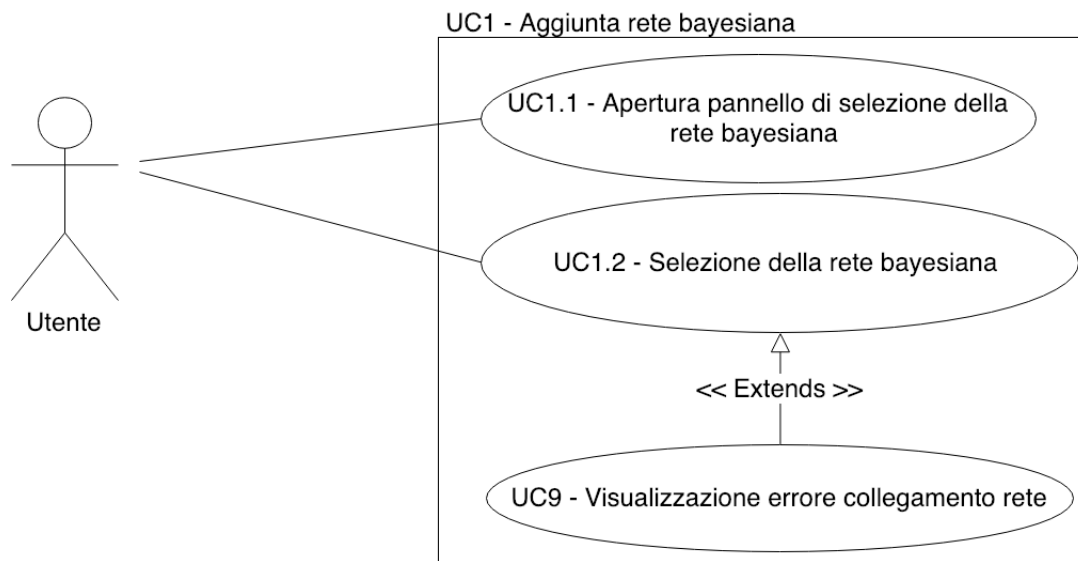 UC1 - Aggiunta rete bayesiana
UC1.1 - Apertura pannello di selezione della
rete bayesiana
UC1.2 - Selezione della rete bayesiana
Utente
<< Extends >>
UC9 - Visualizzazione errore collegamento rete